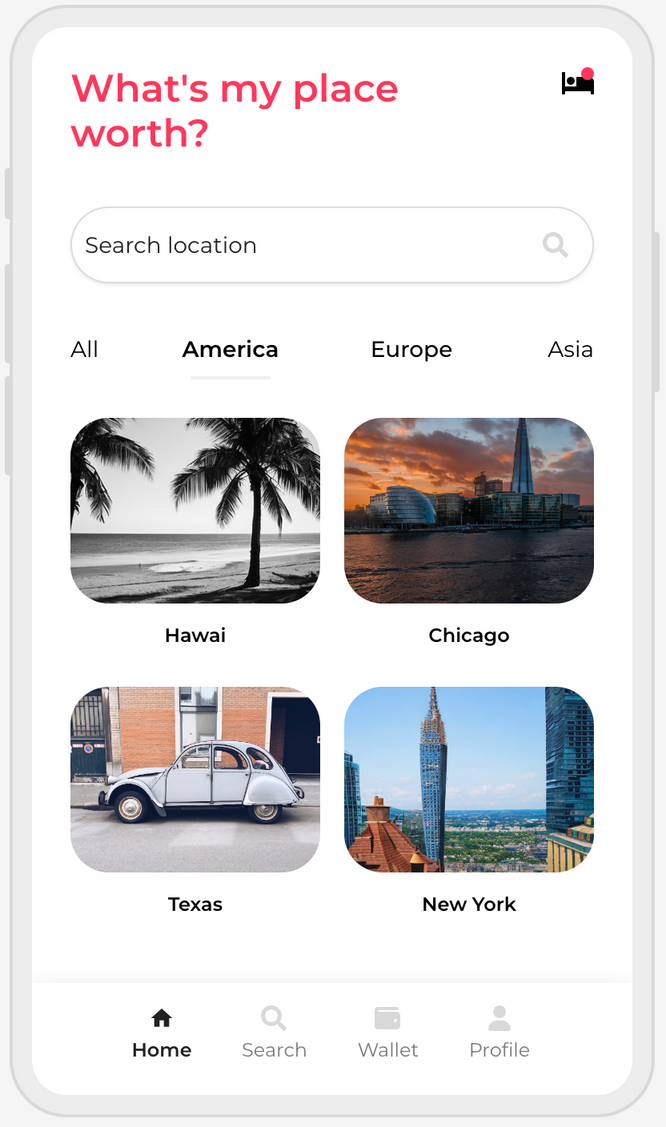 What's my place
worth?
Search location
All America Europe Asia
Hawai Chicago
Texas New York
Home Search Wallet Profile